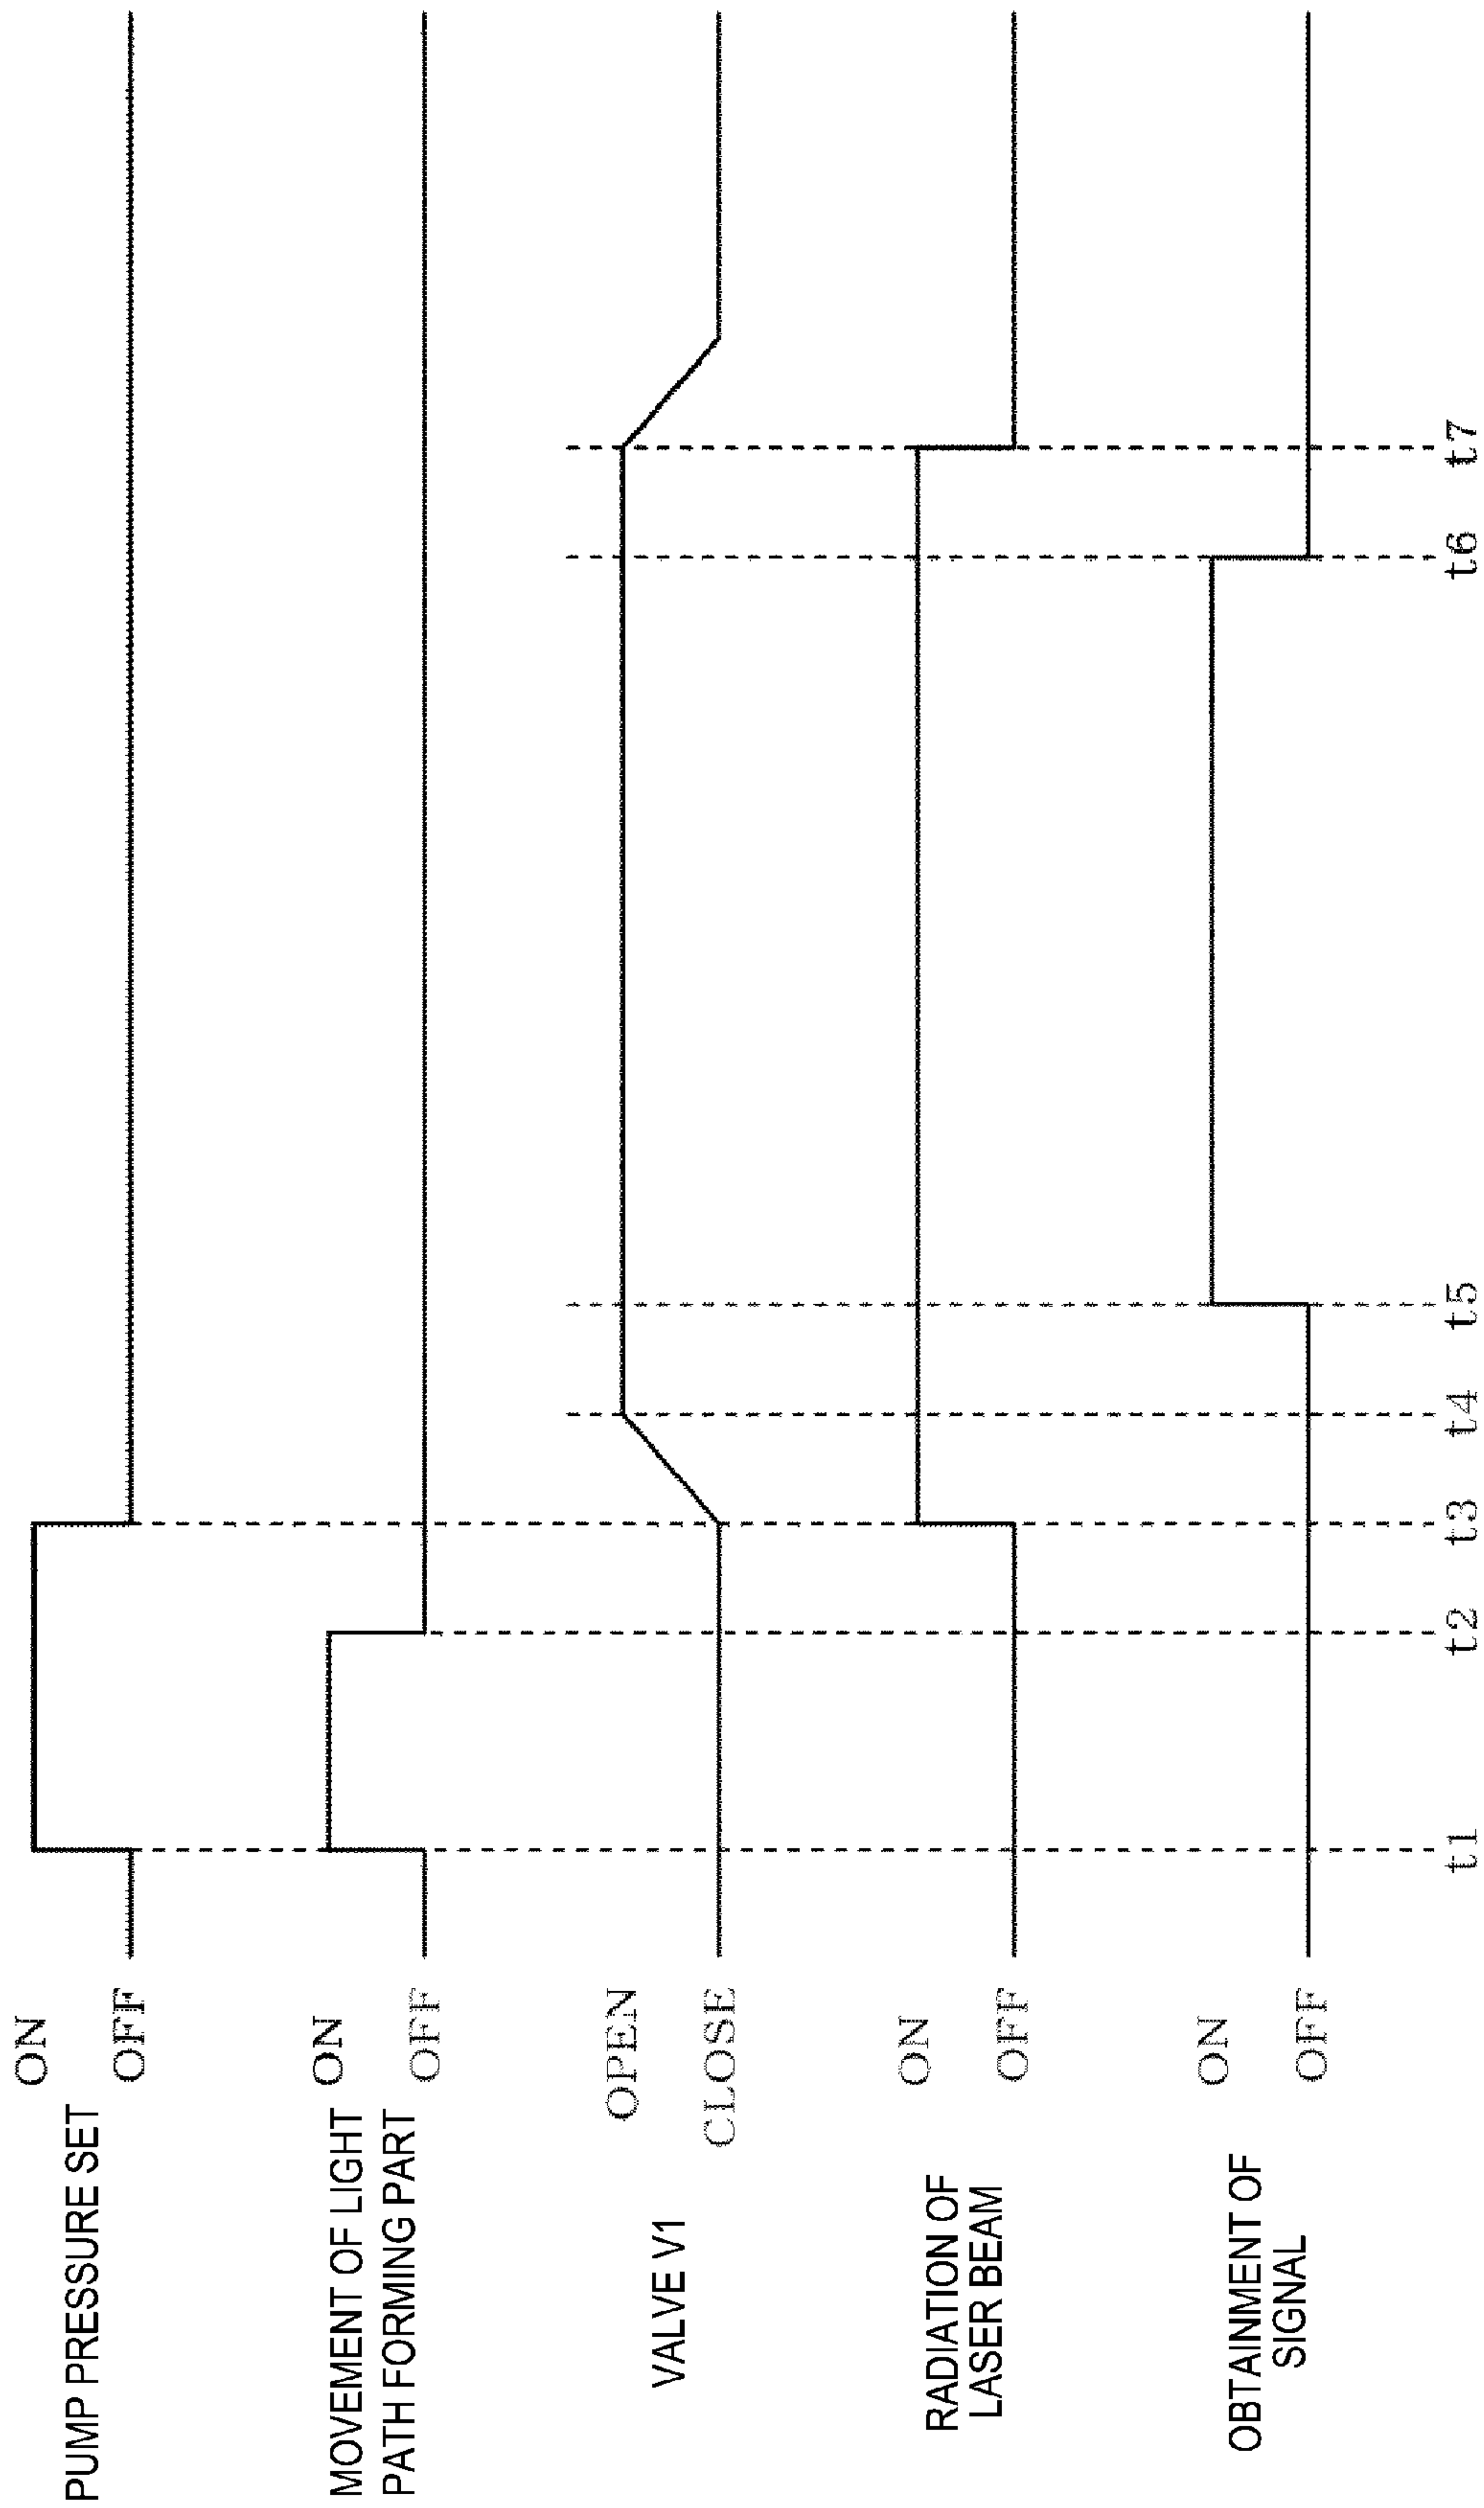 PUMP PRESSURE SET
ON
OFF
MOVEMENT OF LIGHT
PATH FORMING PART
ON
OFF
VALVE V1
OPEN
CLOSE
RADIATION OF
LASER BEAM
ON
OFF
OBTAINMENT OF
SIGNAL
ON
OFF
t1 t2 t3 t4 t5 t6 t7